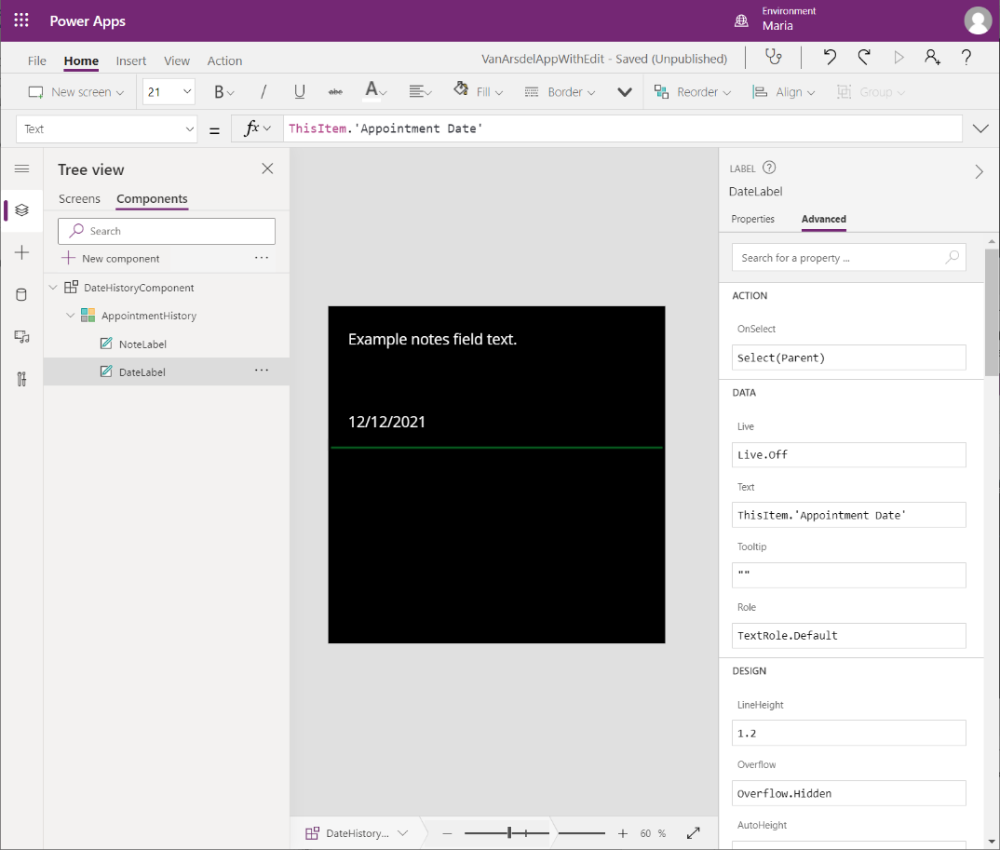 Power Apps
Environment
Maria
File Home Insert View Action
VanArsdelAppWithEdit - Saved (Unpublished)
New screen 21 B / U abc A Fill Border Reorder Align Group
Text = fx ThisItem.'Appointment Date'
Tree view
Screens Components
Search
New component ...
DateHistoryComponent
AppointmentHistory
NoteLabel
DateLabel ...
Example notes field text.
12/12/2021
DateHistory...
60 %
LABEL ?
DateLabel
Properties Advanced
Search for a property ...
ACTION
OnSelect
Select(Parent)
DATA
Live
Live.Off
Text
ThisItem.'Appointment Date'
Tooltip
""
Role
TextRole.Default
DESIGN
LineHeight
1.2
Overflow
Overflow.Hidden
AutoHeight